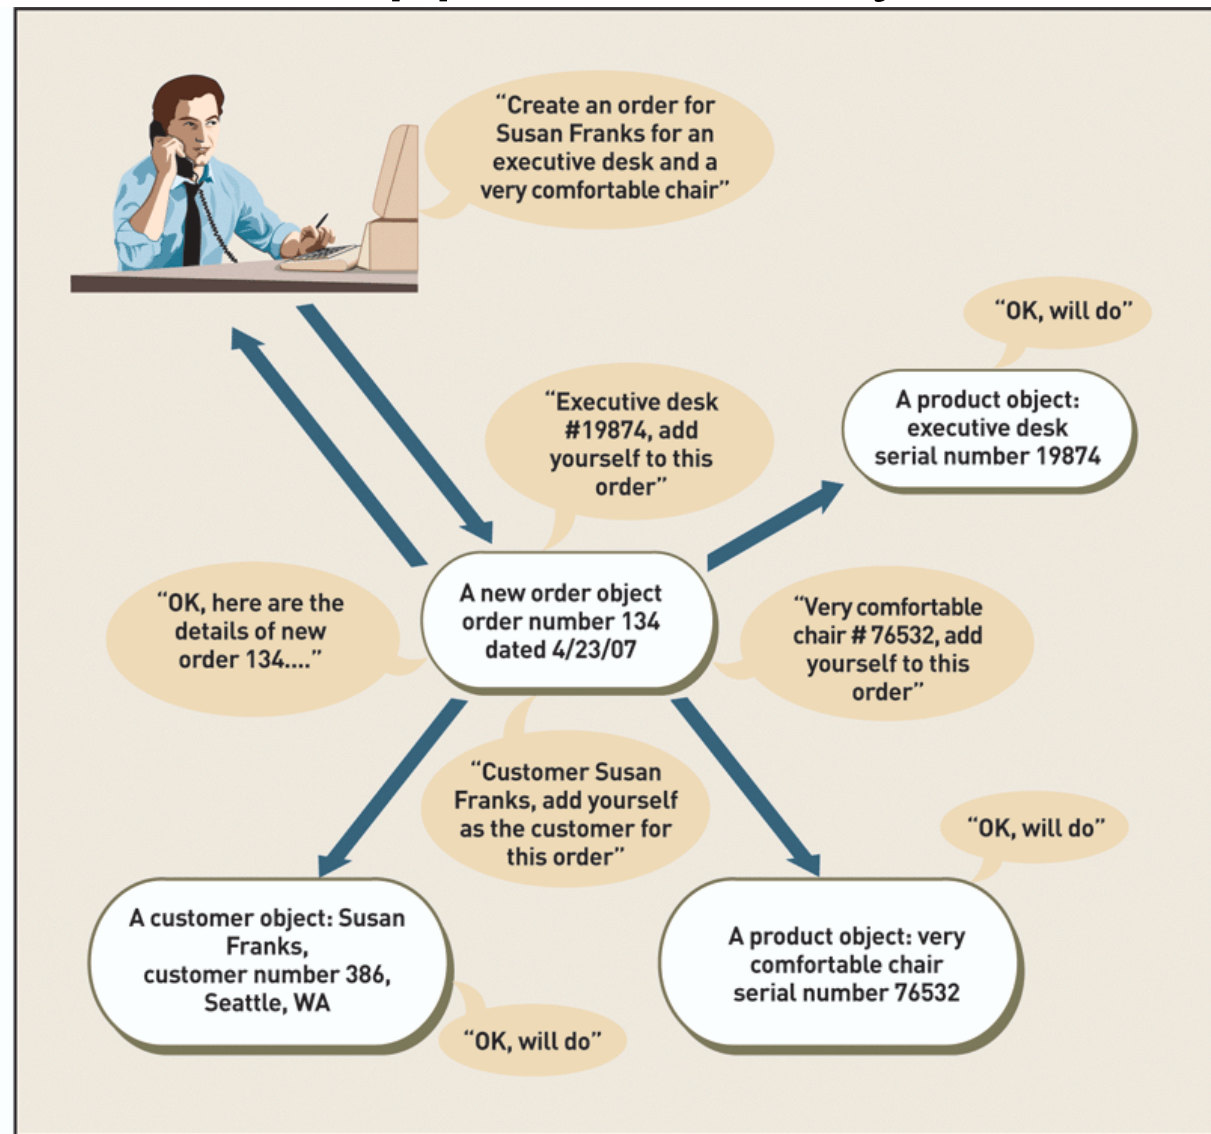 “Create an order for
Susan Franks for an
executive desk and a
very comfortable chair”
“OK, will do”
A product object:
executive desk
serial number 19874
“Executive desk
#19874, add
yourself to this
order”
“OK, here are the
details of new
order 134....”
A new order object
order number 134
dated 4/23/07
“Very comfortable
chair # 76532, add
yourself to this
order”
“Customer Susan
Franks, add yourself
as the customer for
this order”
“OK, will do”
A customer object: Susan
Franks,
customer number 386,
Seattle, WA
A product object: very
comfortable chair
serial number 76532
“OK, will do”